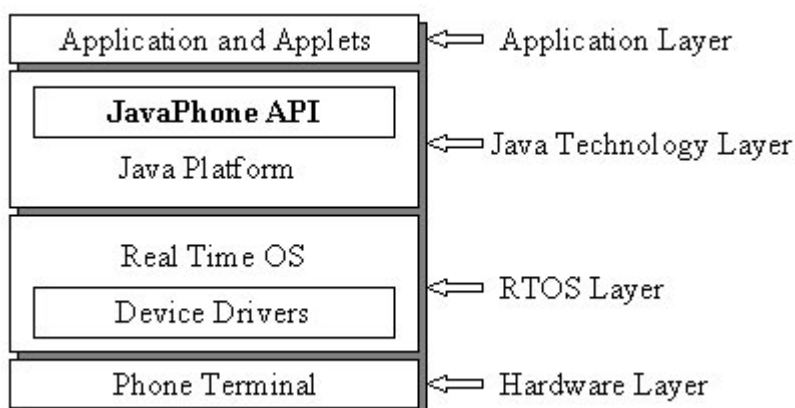 Application and Applets
Application Layer
JavaPhone API
Java Platform
Java Technology Layer
Real Time OS
Device Drivers
RTOS Layer
Phone Terminal
Hardware Layer